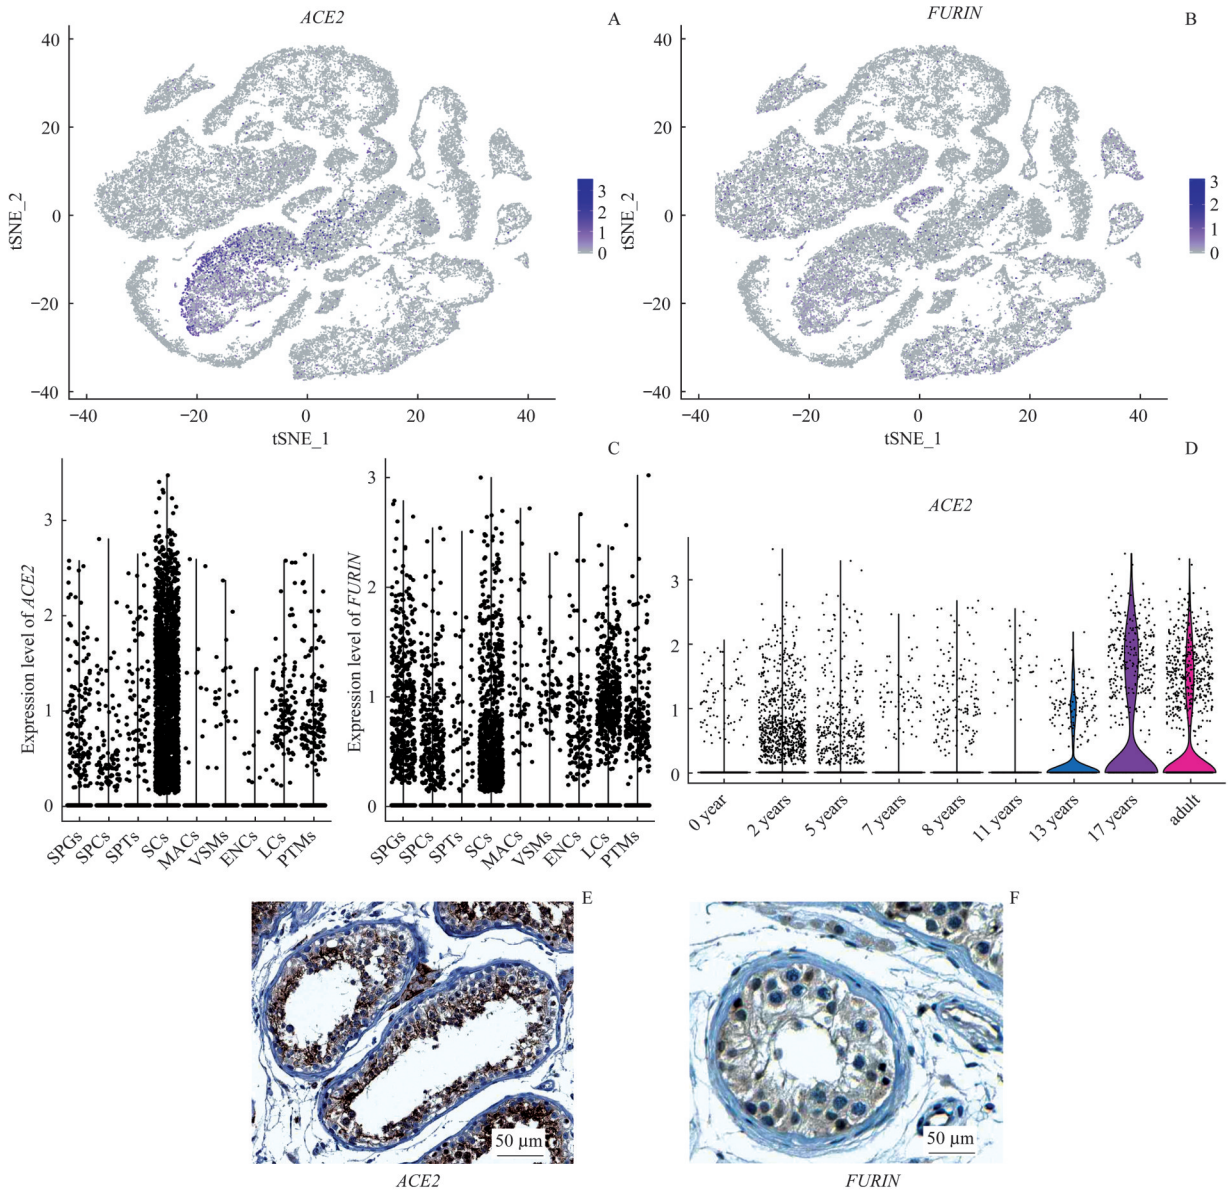 ACE2
A
40
20
0
−20
−40
tSNE_2
−40
−20
0
20
40
tSNE_1
3
2
1
0
FURIN
B
40
20
0
−20
−40
tSNE_2
−40
−20
0
20
40
tSNE_1
3
2
1
0
C
Expression level of ACE2
3
2
1
0
SPGs
SPCs
SPTs
SCs
MACs
VSMs
ENCs
LCs
PTMs
Expression level of FURIN
3
2
1
0
SPGs
SPCs
SPTs
SCs
MACs
VSMs
ENCs
LCs
PTMs
D
ACE2
3
2
1
0
0 year
2 years
5 years
7 years
8 years
11 years
13 years
17 years
adult
E
50 μm
ACE2
F
50 μm
FURIN